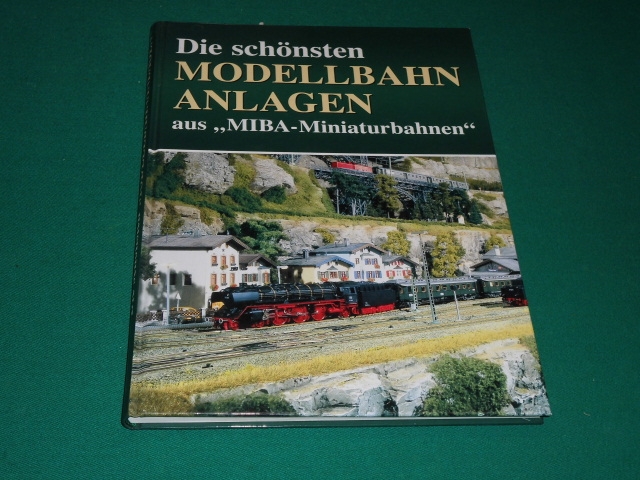 Die schönsten
MODELLBAHN
ANLAGEN
aus „MIBA-Miniaturbahnen“